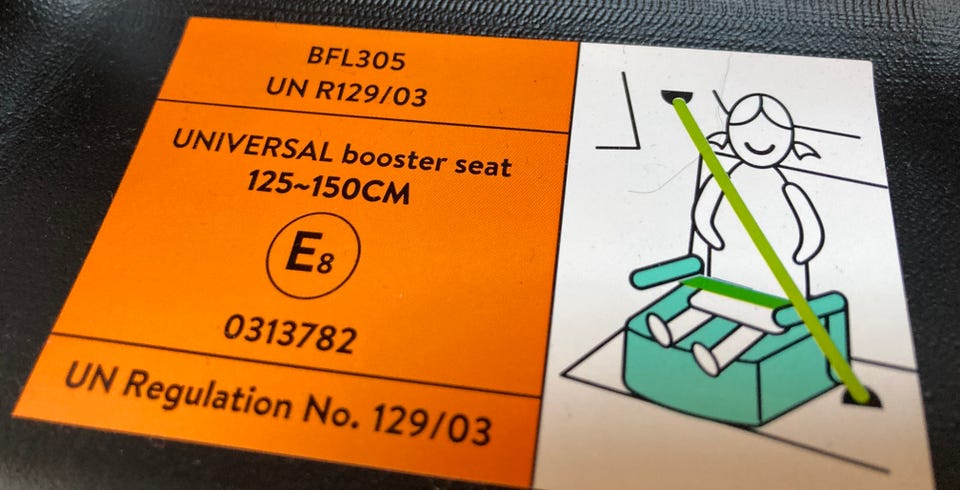 BFL305
UN R129/03
UNIVERSAL booster seat
125~150CM
E8
0313782
UN Regulation No. 129/03